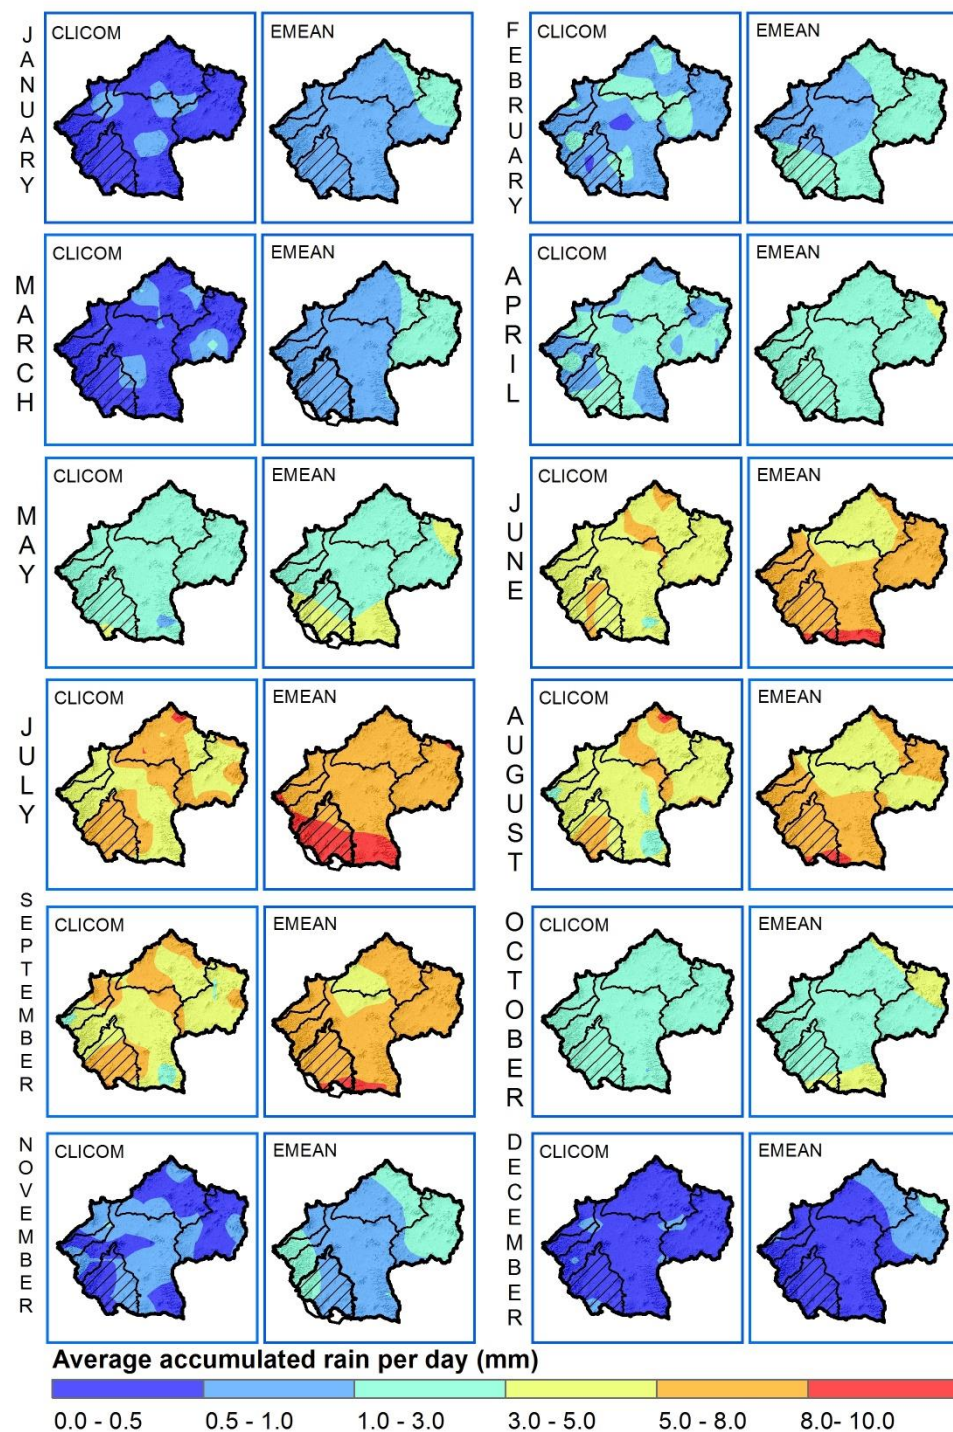 JANUARY
CLICOM
EMEAN
FEBRUARY
CLICOM
EMEAN
MARCH
CLICOM
EMEAN
APRIL
CLICOM
EMEAN
MAY
CLICOM
EMEAN
JUNE
CLICOM
EMEAN
JULY
CLICOM
EMEAN
AUGUST
CLICOM
EMEAN
SEPTEMBER
CLICOM
EMEAN
OCTOBER
CLICOM
EMEAN
NOVEMBER
CLICOM
EMEAN
DECEMBER
CLICOM
EMEAN
Average accumulated rain per day (mm)
0.0 - 0.5 0.5 - 1.0 1.0 - 3.0 3.0 - 5.0 5.0 - 8.0 8.0- 10.0